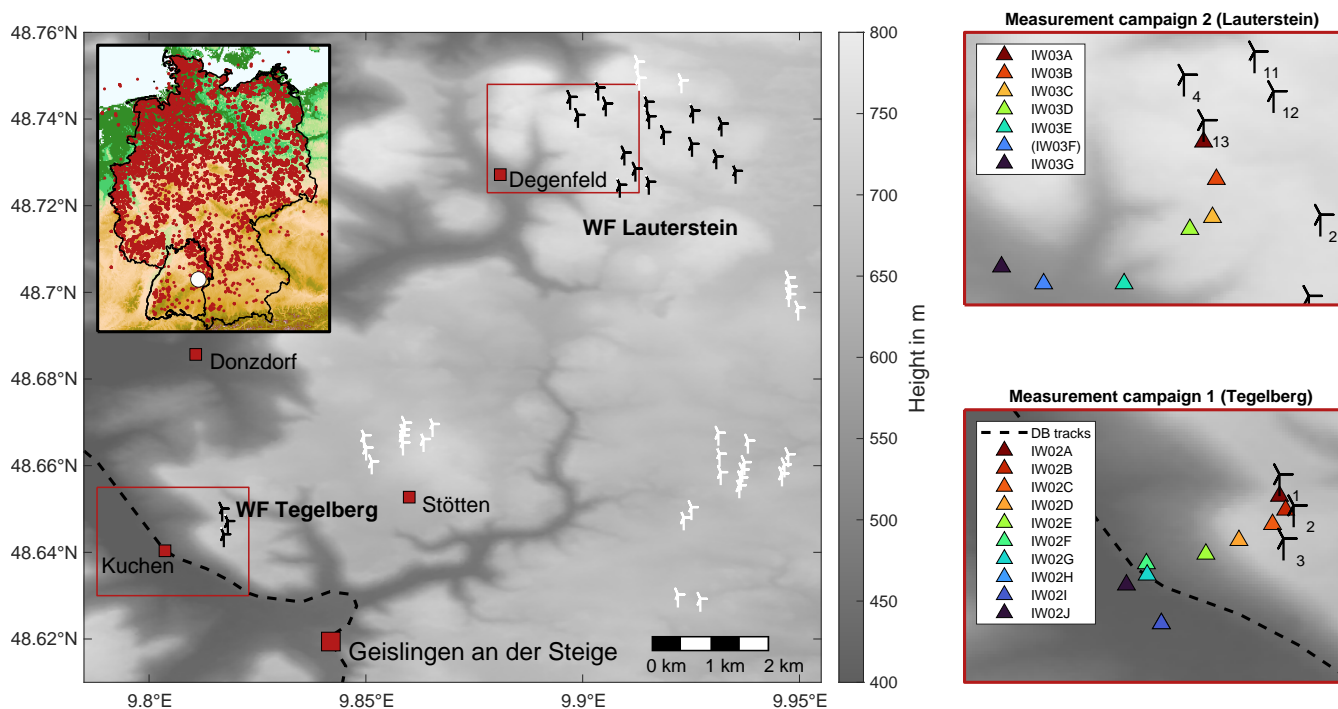 48.76°N
48.74°N
48.72°N
48.7°N
48.68°N
48.66°N
48.64°N
48.62°N
9.8°E
9.85°E
9.9°E
9.95°E
Degenfeld
WF Lauterstein
Donzdorf
WF Tegelberg
Stötten
Kuchen
Geislingen an der Steige
0 km
1 km
2 km
800
750
700
650
600
550
500
450
400
Height in m
Measurement campaign 2 (Lauterstein)
IW03A
IW03B
IW03C
IW03D
IW03E
(IW03F)
IW03G
11
4
12
13
2
Measurement campaign 1 (Tegelberg)
DB tracks
IW02A
IW02B
IW02C
IW02D
IW02E
IW02F
IW02G
IW02H
IW02I
IW02J
1
2
3